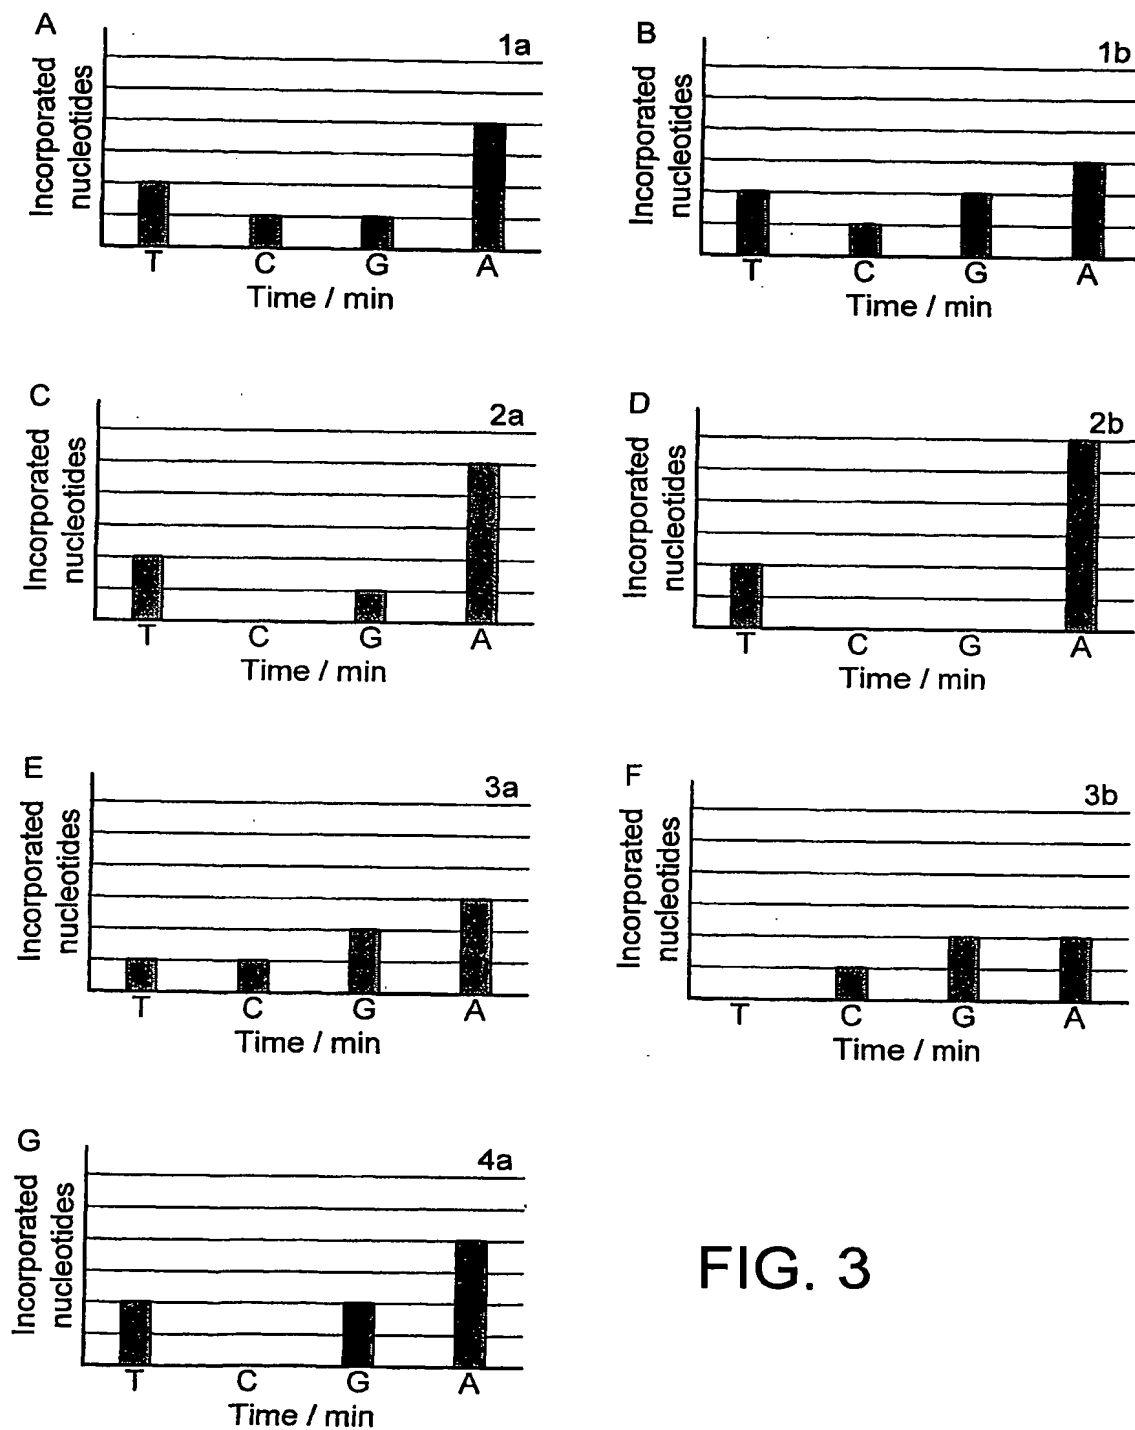 A
1a
Incorporated
nucleotides
T C G A
Time / min
B
1b
Incorporated
nucleotides
T C G A
Time / min
C
2a
Incorporated
nucleotides
T C G A
Time / min
D
2b
Incorporated
nucleotides
T C G A
Time / min
E
3a
Incorporated
nucleotides
T C G A
Time / min
F
3b
Incorporated
nucleotides
T C G A
Time / min
G
4a
Incorporated
nucleotides
T C G A
Time / min
FIG. 3